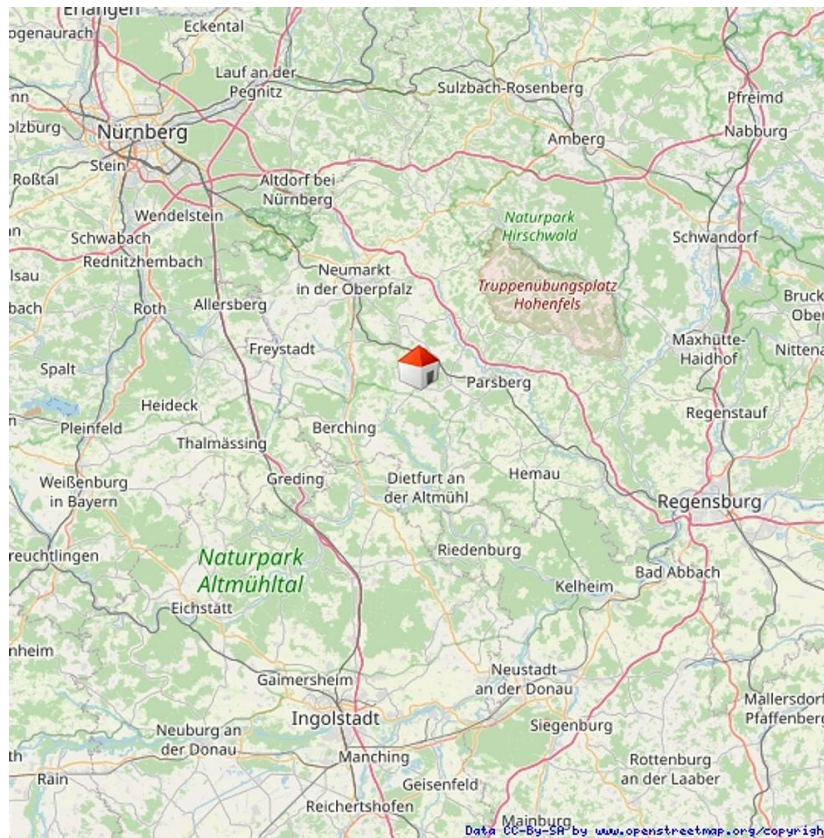 Erlangen
Eckental
ogenaurach
Lauf an der
Pegnitz
Sulzbach-Rosenberg
Pfreimd
nn
Nürnberg
olzburg
Amberg
Nabburg
Stein
Roßtal
Altdorf bei
Nürnberg
Wendelstein
Naturpark
Hirschwald
nn
Schwabach
Schwandorf
Rednitzhembach
lsau
Neumarkt
in der Oberpfalz
Truppenübungsplatz
Hohenfels
Bruck
Ober
bach
Roth
Allersberg
Maxhütte-
Haidhof
Nittena
Freystadt
Spalt
Parsberg
Heideck
Regenstauf
n
Pleinfeld
Berching
Thalmässing
Weißenburg
in Bayern
Greding
Dietfurt an
der Altmühl
Hemau
Regensburg
reuchtlingen
Naturpark
Altmühltal
Riedenburg
Bad Abbach
Kelheim
Eichstätt
nheim
Gaimersheim
Neustadt
an der Donau
Mallersdorf
Pfaffenberg
Ingolstadt
Siegenburg
Neuburg an
der Donau
th
Manching
Rottenburg
an der Laaber
Rain
Geisenfeld
Reichertshofen
Mainburg
Data CC-By-SA by www.openstreetmap.org/copyrigh